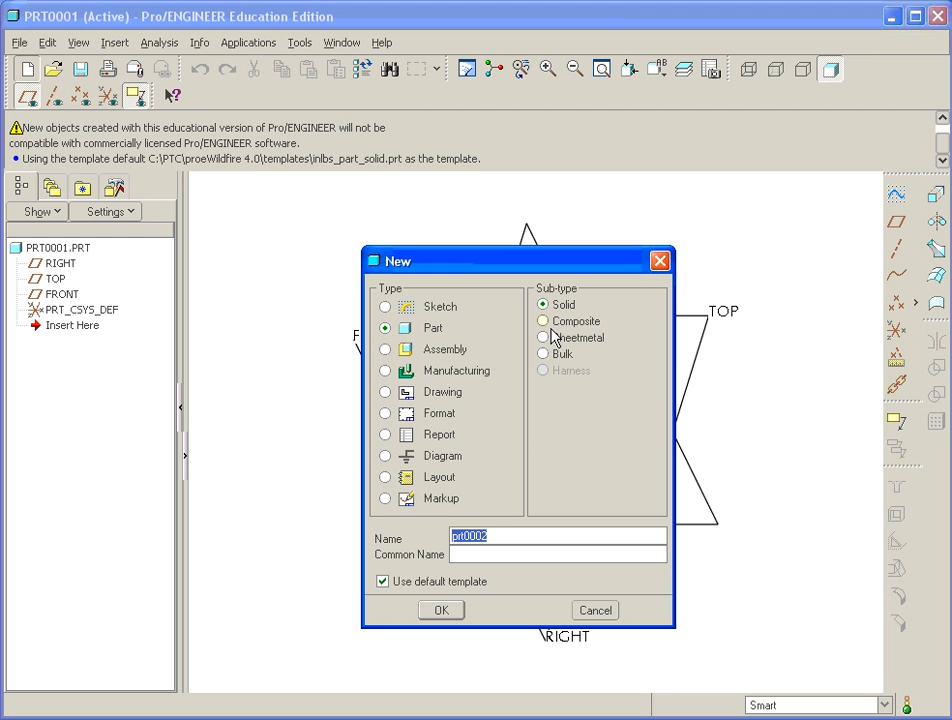 PRT0001 (Active) - Pro/ENGINEER Education Edition
File Edit View Insert Analysis Info Applications Tools Window Help
New objects created with this educational version of Pro/ENGINEER will not be
compatible with commercially licensed Pro/ENGINEER software.
• Using the template default C:\PTC\proeWildfire 4.0\templates\inlbs_part_solid.prt as the template.
Show Settings
PRT0001.PRT
RIGHT
TOP
FRONT
PRT_CSYS_DEF
Insert Here
TOP
F
RIGHT
New
Type
Sketch
Part
Assembly
Manufacturing
Drawing
Format
Report
Diagram
Layout
Markup
Sub-type
Solid
Composite
Sheetmetal
Bulk
Harness
Name prt0002
Common Name
Use default template
OK Cancel
Smart